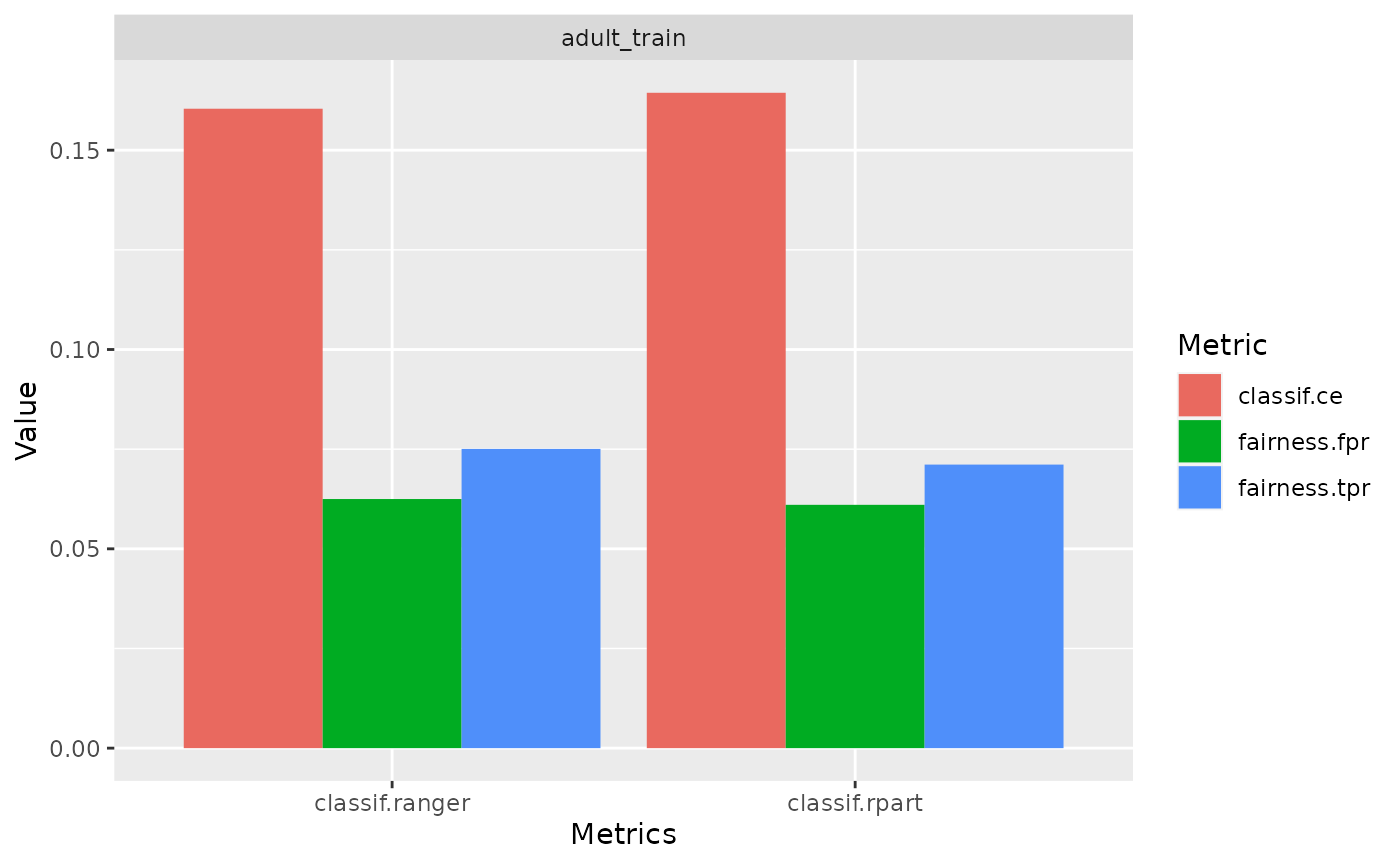 adult_train
0.15
0.10
0.05
0.00
Value
classif.ranger
classif.rpart
Metrics
Metric
classif.ce
fairness.fpr
fairness.tpr